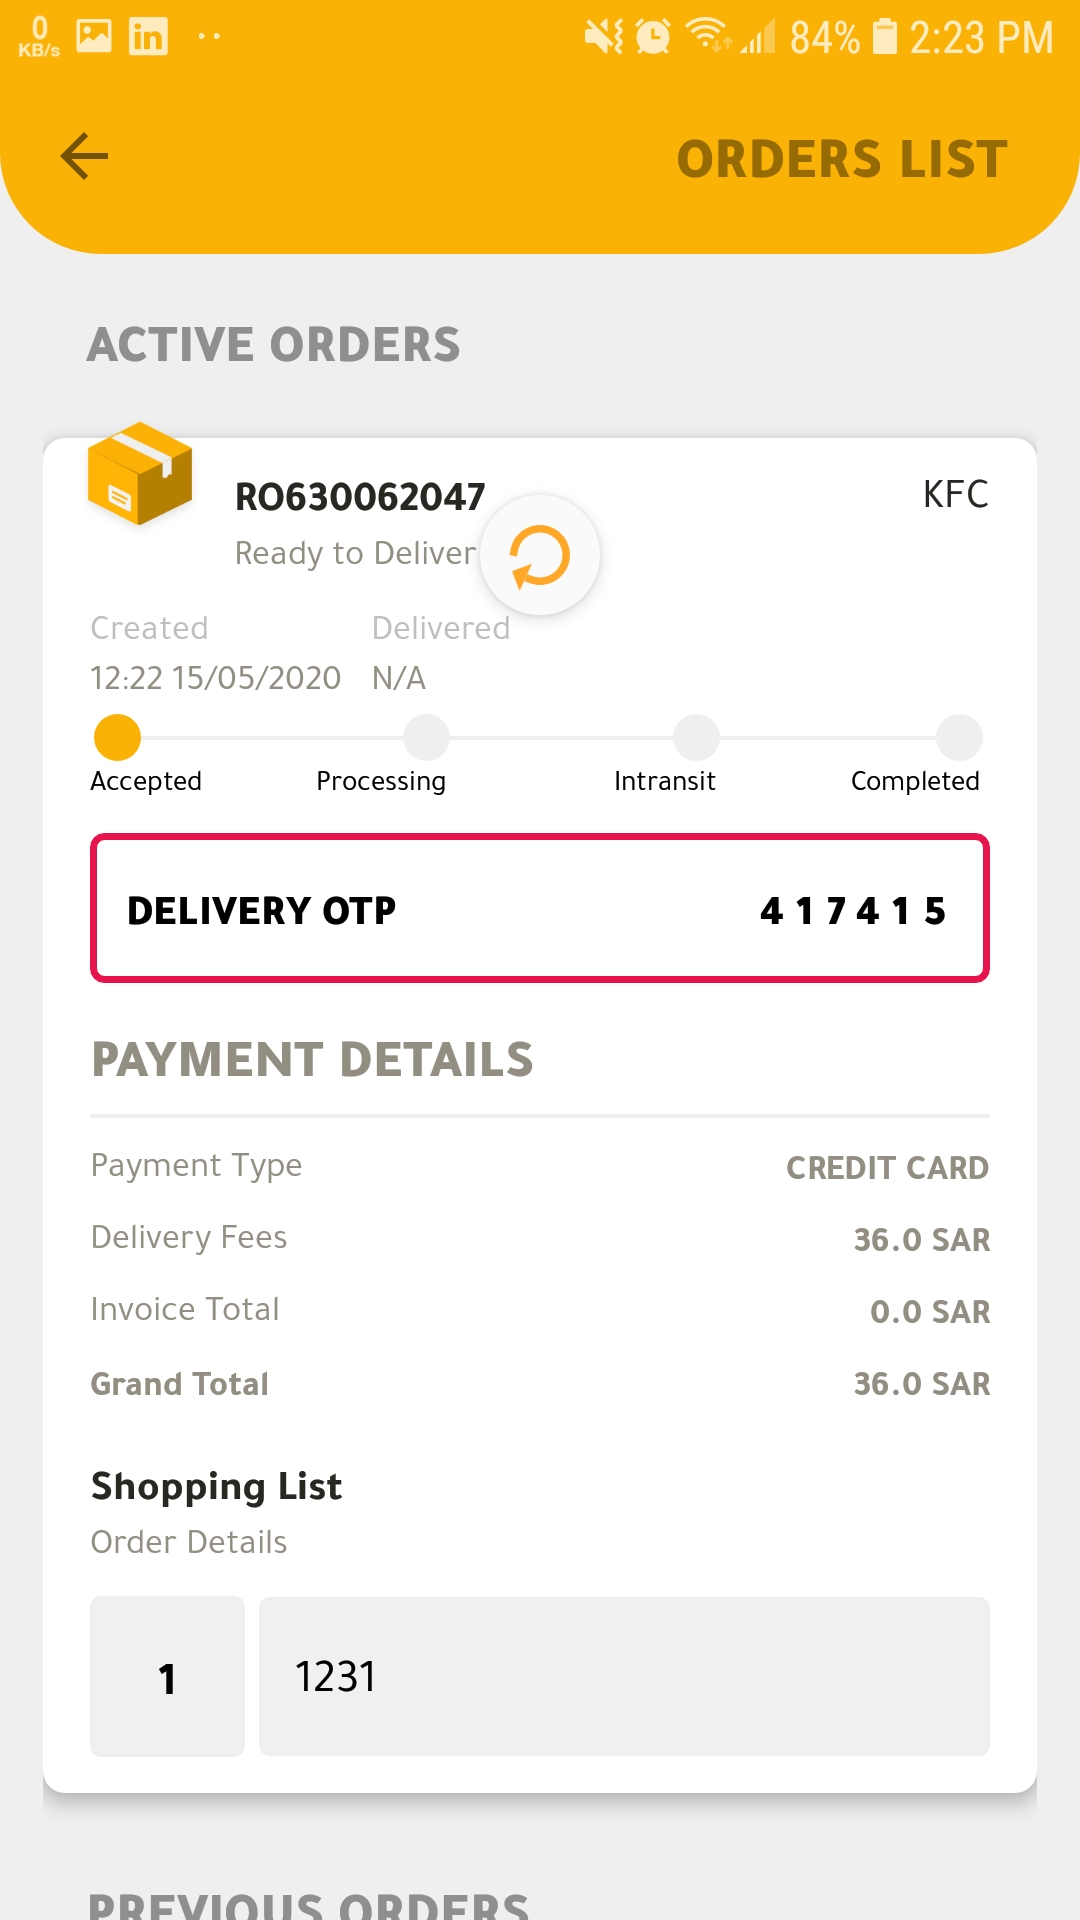 0
KB/s
in
84%
2:23 PM
ORDERS LIST
ACTIVE ORDERS
RO630062047
KFC
Ready to Deliver
Created
Delivered
12:22 15/05/2020
N/A
Accepted
Processing
Intransit
Completed
DELIVERY OTP
4 1 7 4 1 5
PAYMENT DETAILS
Payment Type
CREDIT CARD
Delivery Fees
36.0 SAR
Invoice Total
0.0 SAR
Grand Total
36.0 SAR
Shopping List
Order Details
1
1231
PREVIOUS ORDERS